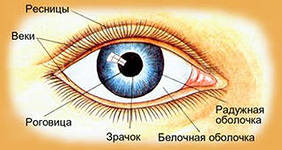 Ресницы
Веки
Роговица
Зрачок
Белочная оболочка
Радужная
оболочка